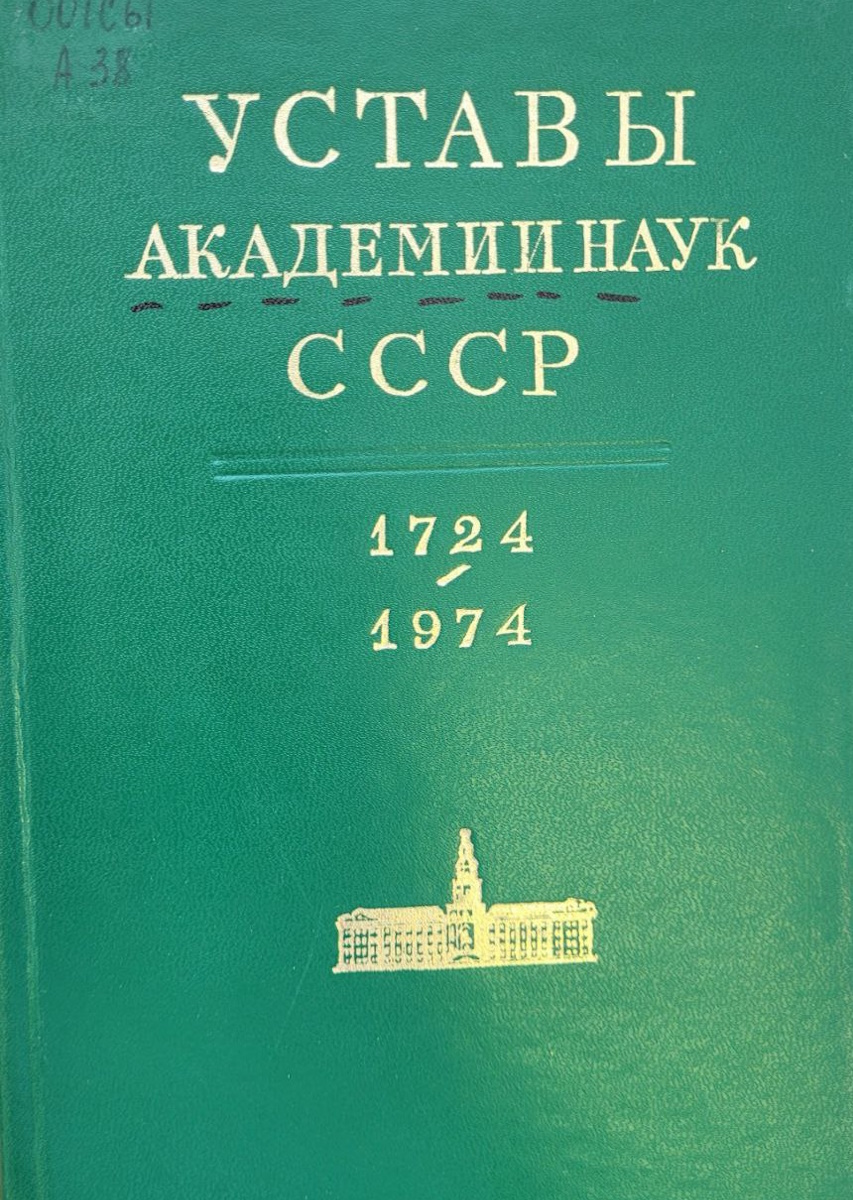 А 38
УСТАВЫ
АКАДЕМИИ НАУК
СССР
1724
1974